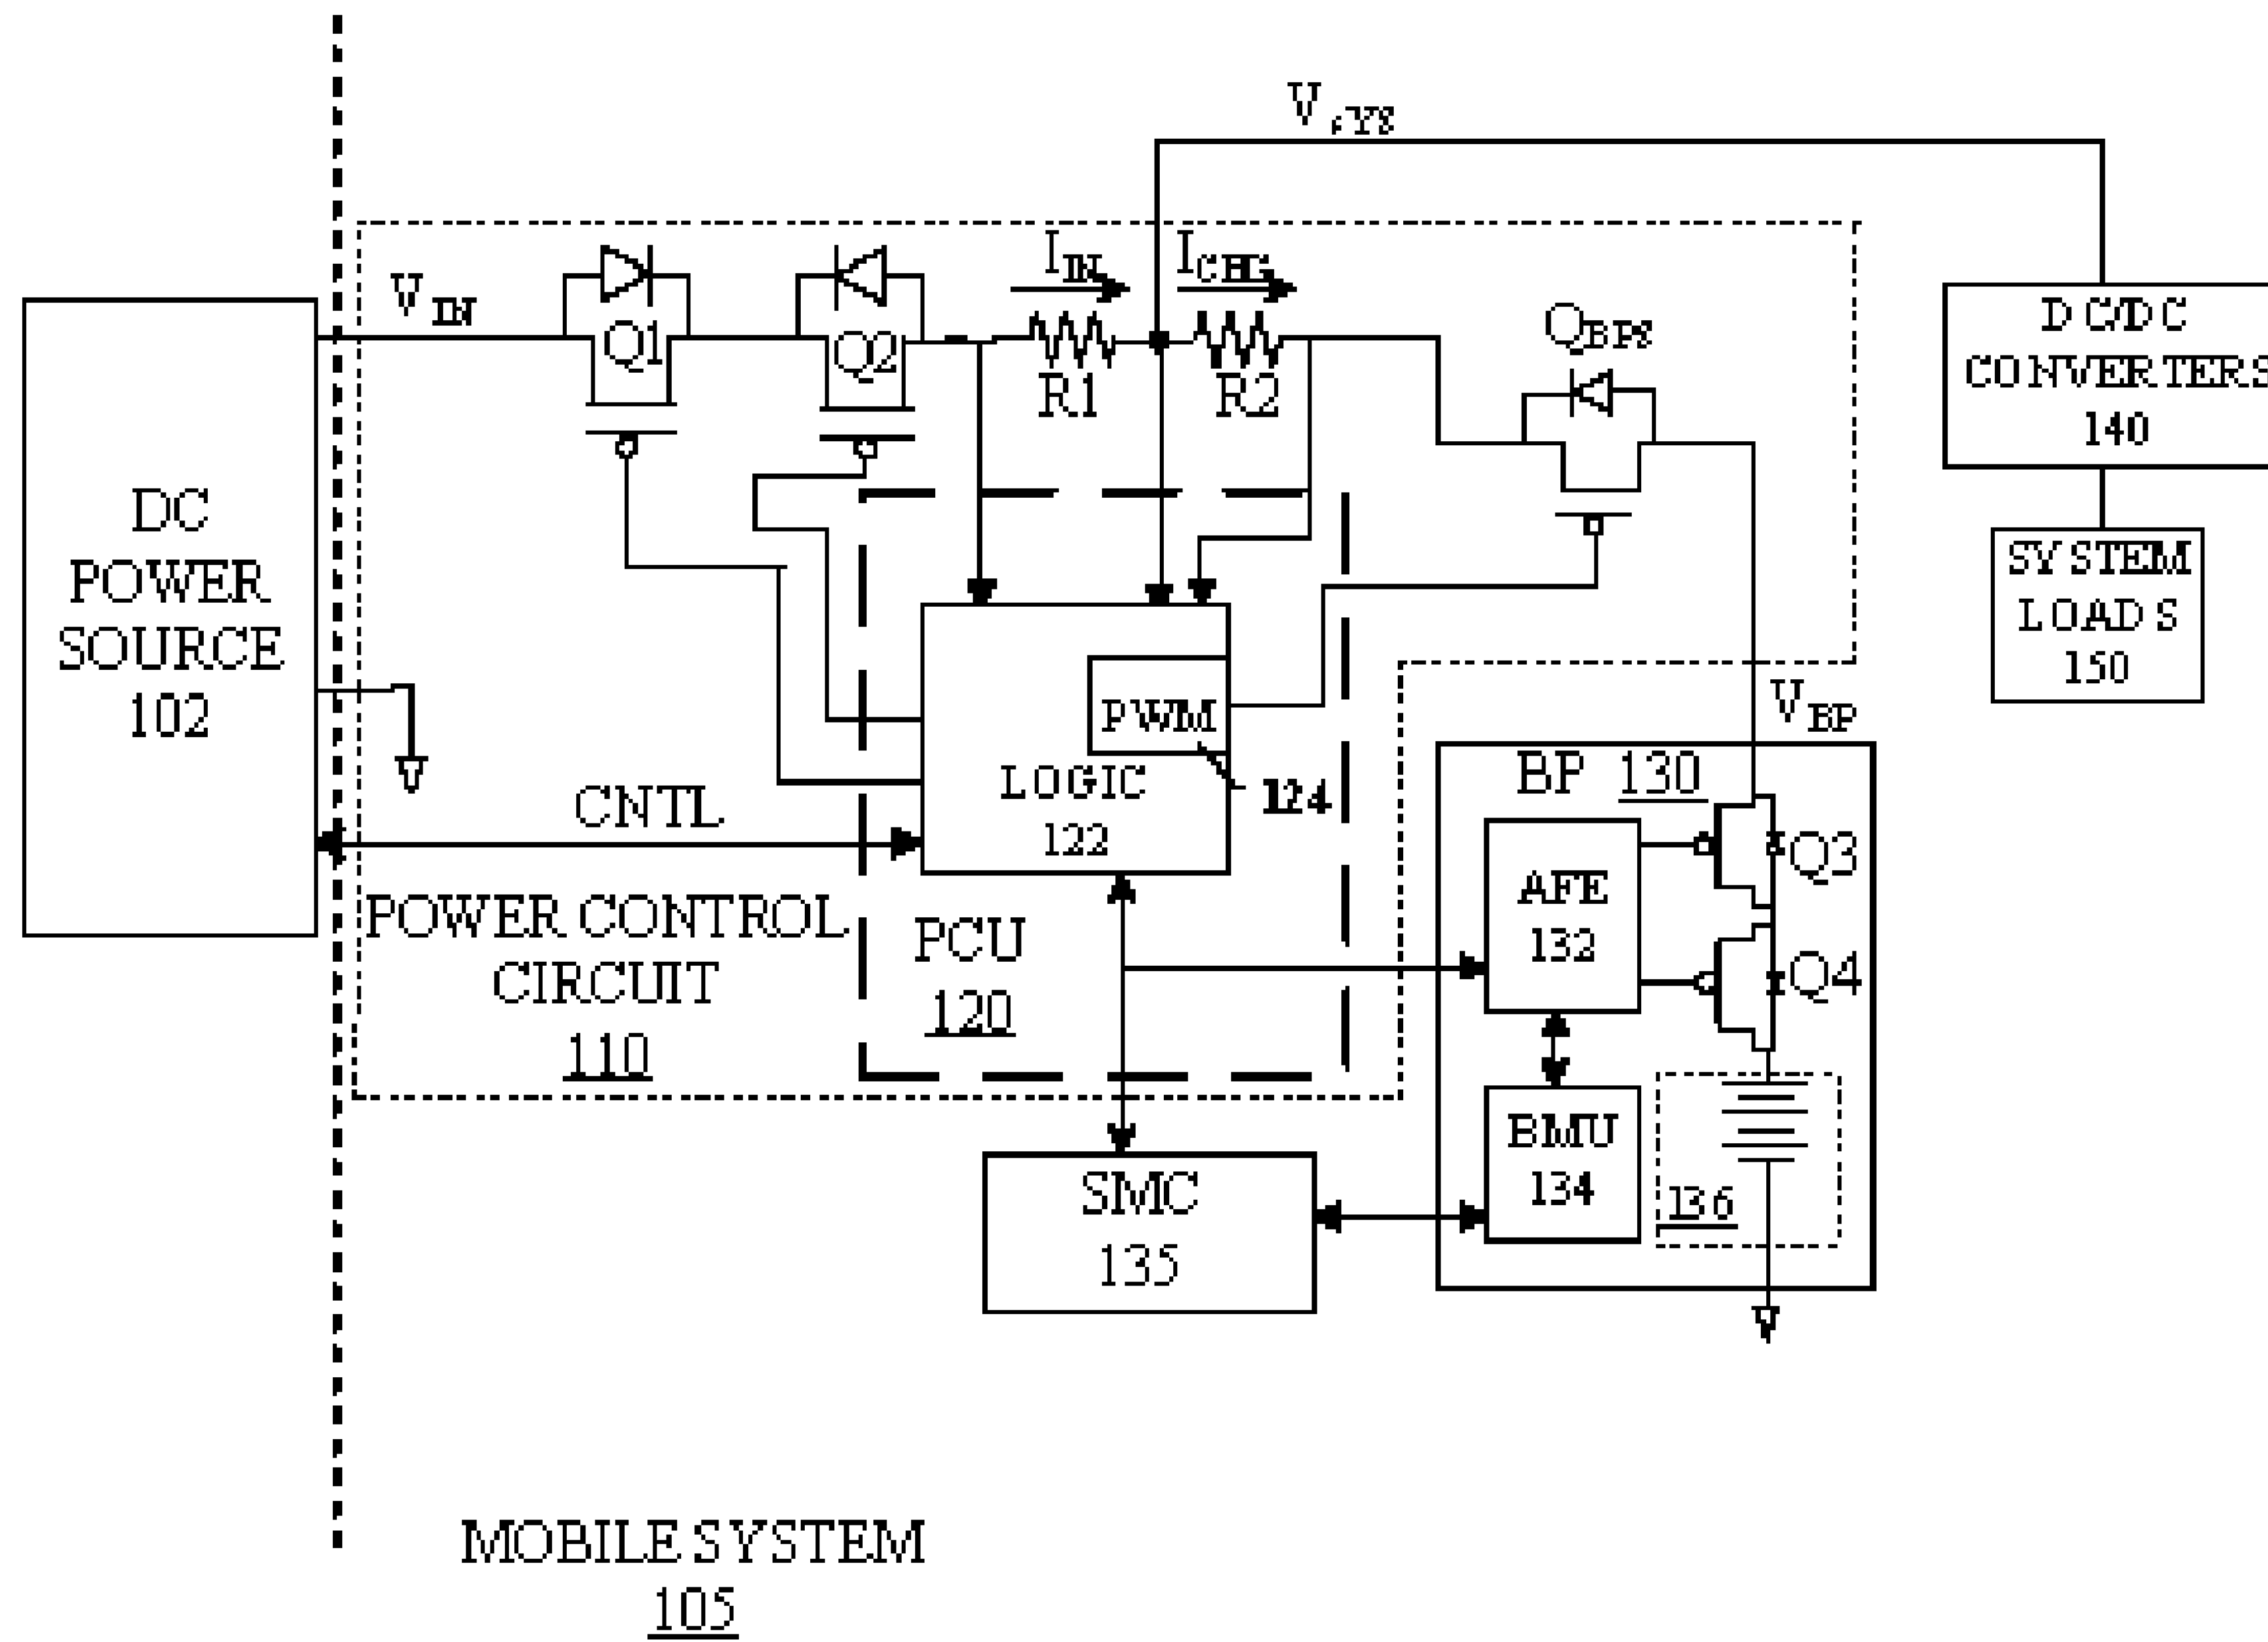 V,SYS
VIN
Q1
Q2
IIN
ICHG
R1
R2
QBPS
DC/DC
CONVERTERS
140
SYSTEM
LOADS
150
DC
POWER
SOURCE
102
PWM
124
LOGIC
122
CNTL
POWER CONTROL
CIRCUIT
110
PCU
120
VBP
BP 130
AFE
132
Q3
Q4
BMU
134
136
SMC
135
MOBILE SYSTEM
105